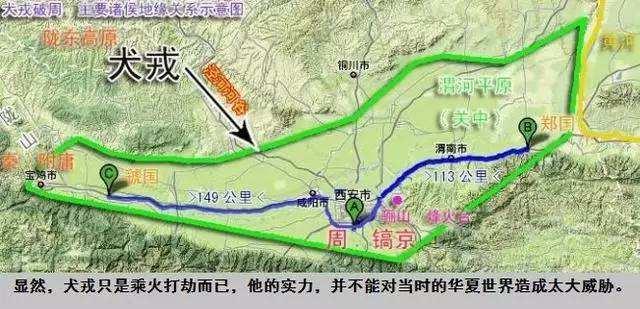 犬戎破周 主要诸侯地缘关系示意图
陇东高原
犬戎
铜川市
渭河平原
(关中)
郑国
B
渭南市
>113 公里<
秦 附庸
宝鸡市
C
虢国
>149 公里<
咸阳市
西安市
A
骊山 烽火台
周 镐京
显然，犬戎只是乘火打劫而已，他的实力，并不能对当时的华夏世界造成太大威胁。